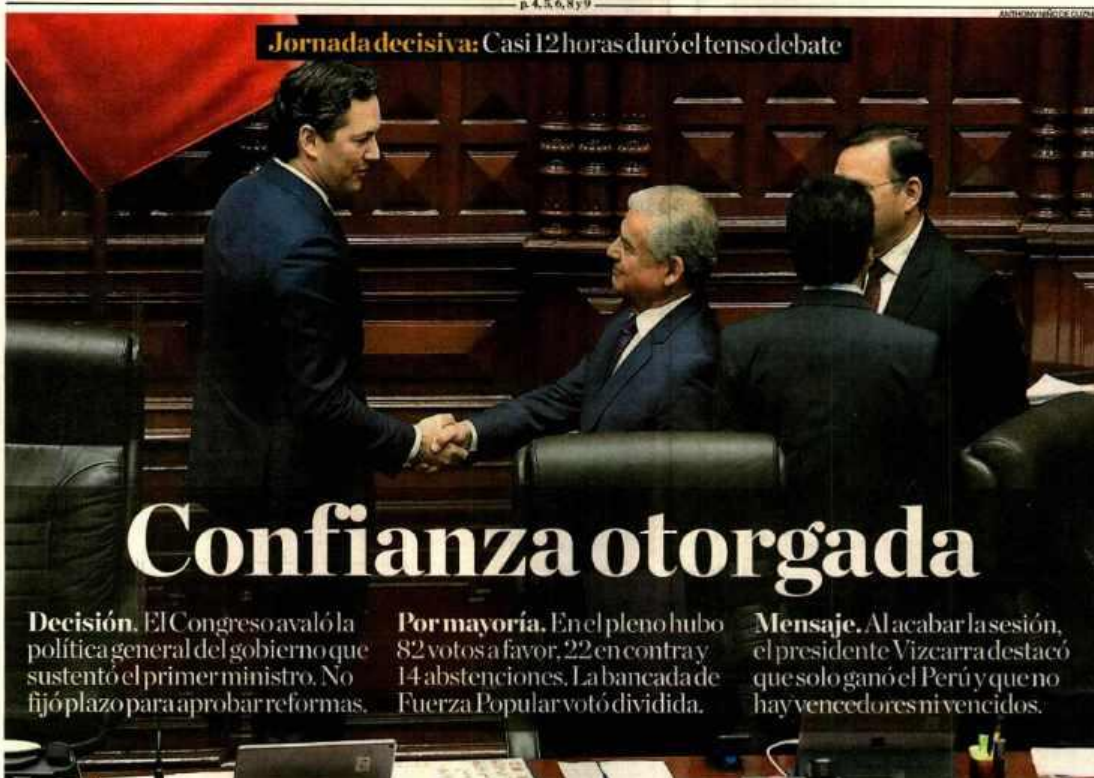 p. 4, 5, 6, 8 y 9
ANTHONY NIÑO DE GUZMÁN
Jornada decisiva: Casi 12 horas duró el tenso debate
Confianza otorgada
Decisión. El Congreso avaló la
política general del gobierno que
sustentó el primer ministro. No
fijó plazo para aprobar reformas.
Por mayoría. En el pleno hubo
82 votos a favor, 22 en contra y
14 abstenciones. La bancada de
Fuerza Popular votó dividida.
Mensaje. Al acabar la sesión,
el presidente Vizcarra destacó
que solo ganó el Perú y que no
hay vencedores ni vencidos.